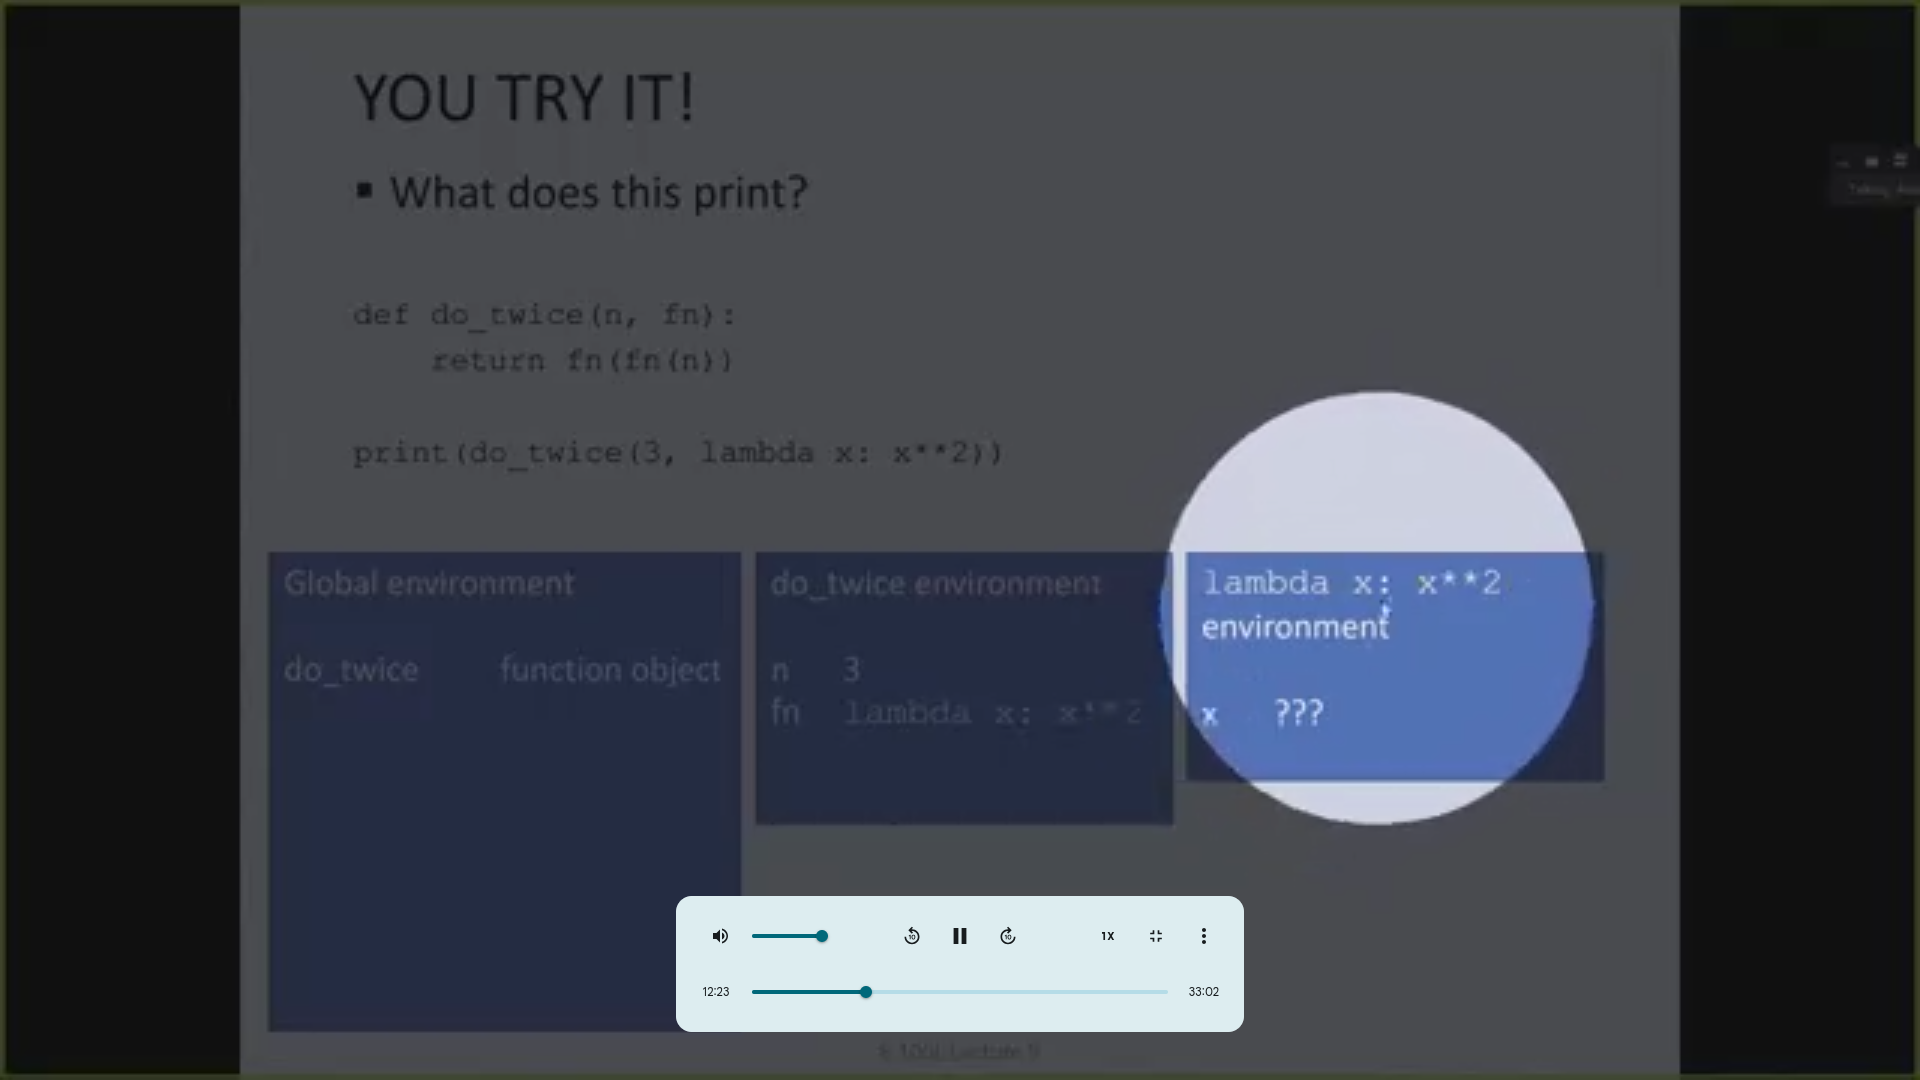 YOU TRY IT!
▪ What does this print?
def do_twice(n, fn):
    return fn(fn(n))
print(do_twice(3, lambda x: x**2))
Global environment
do_twice function object
do_twice environment
n 3
fn lambda x: x**2
lambda x: x**2
environment
x ???
1X
12:23
33:02